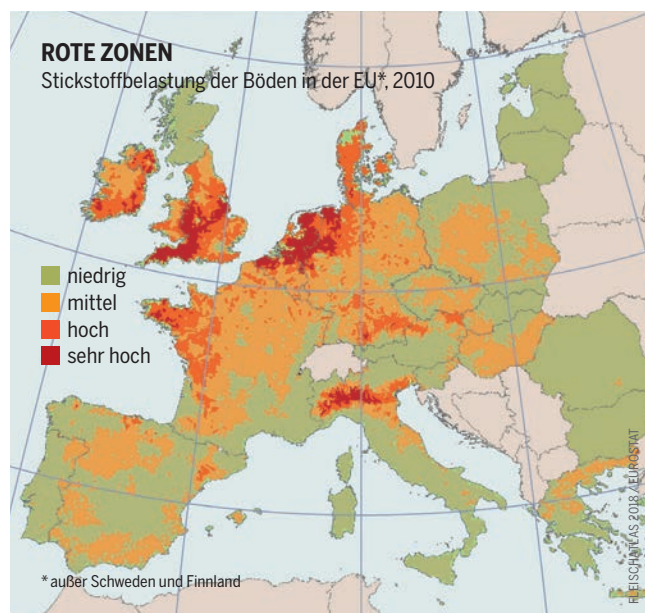 ROTE ZONEN
Stickstoffbelastung der Böden in der EU*, 2010
niedrig
mittel
hoch
sehr hoch
* außer Schweden und Finnland
FLEISCHATLAS 2018 / EUROSTAT